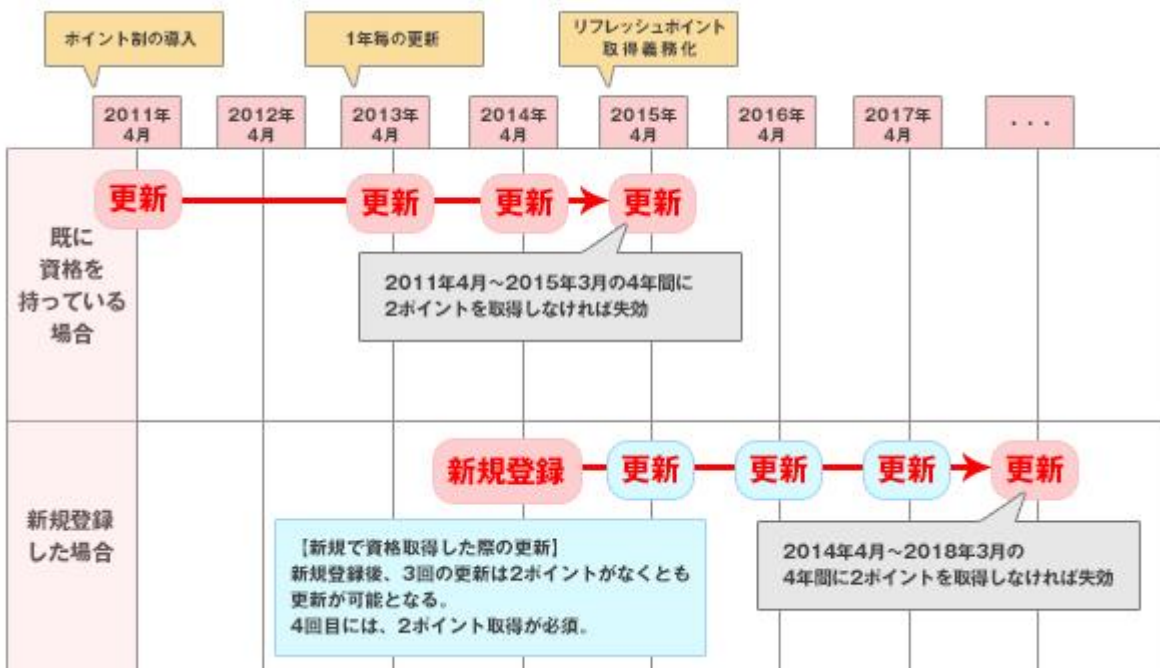 ポイント割の導入
1年毎の更新
リフレッシュポイント
取得義務化
2011年
4月
2012年
4月
2013年
4月
2014年
4月
2015年
4月
2016年
4月
2017年
4月
・・・
既に
資格を
持っている
場合
更新
更新
更新
更新
2011年4月～2015年3月の4年間に
2ポイントを取得しなければ失効
新規登録
した場合
新規登録
更新
更新
更新
更新
【新規で資格取得した際の更新】
新規登録後、3回の更新は2ポイントがなくとも
更新が可能となる。
4回目には、2ポイント取得が必須。
2014年4月～2018年3月の
4年間に2ポイントを取得しなければ失効